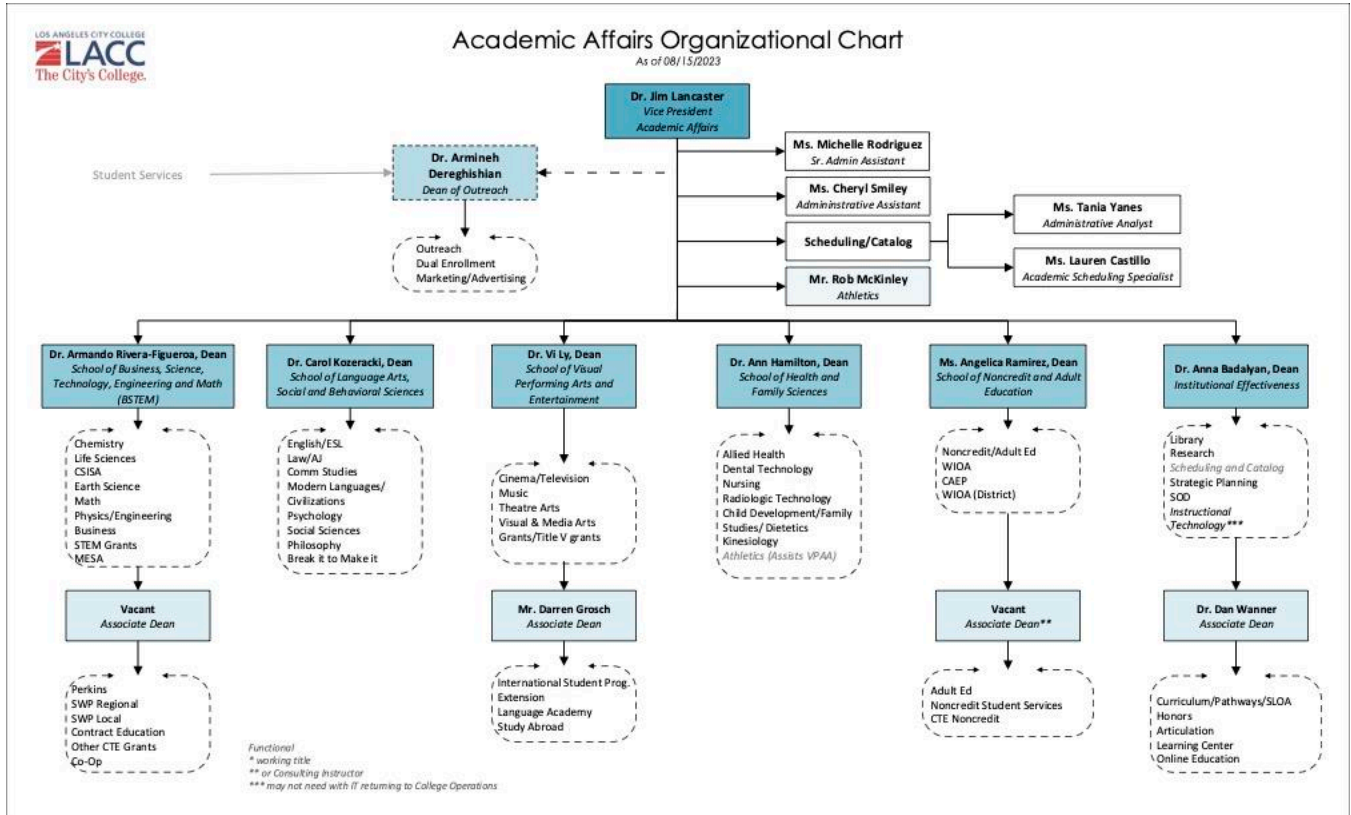 LOS ANGELES CITY COLLEGE
LACC
The City's College.
Academic Affairs Organizational Chart
As of 08/15/2023
Dr. Jim Lancaster
Vice President
Academic Affairs
Student Services
Dr. Armineh
Dereghishian
Dean of Outreach
Outreach
Dual Enrollment
Marketing/Advertising
Ms. Michelle Rodriguez
Sr. Admin Assistant
Ms. Cheryl Smiley
Admininstrative Assistant
Scheduling/Catalog
Mr. Rob McKinley
Athletics
Ms. Tania Yanes
Administrative Analyst
Ms. Lauren Castillo
Academic Scheduling Specialist
Dr. Armando Rivera-Figueroa, Dean
School of Business, Science,
Technology, Engineering and Math
(BSTEM)
Chemistry
Life Sciences
CSISA
Earth Science
Math
Physics/Engineering
Business
STEM Grants
MESA
Vacant
Associate Dean
Perkins
SWP Regional
SWP Local
Contract Education
Other CTE Grants
Co-Op
Dr. Carol Kozeracki, Dean
School of Language Arts,
Social and Behavioral Sciences
English/ESL
Law/AJ
Comm Studies
Modern Languages/
Civilizations
Psychology
Social Sciences
Philosophy
Break it to Make it
Dr. Vi Ly, Dean
School of Visual
Performing Arts and
Entertainment
Cinema/Television
Music
Theatre Arts
Visual & Media Arts
Grants/Title V grants
Mr. Darren Grosch
Associate Dean
International Student Prog.
Extension
Language Academy
Study Abroad
Dr. Ann Hamilton, Dean
School of Health and
Family Sciences
Allied Health
Dental Technology
Nursing
Radiologic Technology
Child Development/Family
Studies/ Dietetics
Kinesiology
Athletics (Assists VPAA)
Ms. Angelica Ramirez, Dean
School of Noncredit and Adult
Education
Noncredit/Adult Ed
WIOA
CAEP
WIOA (District)
Vacant
Associate Dean**
Adult Ed
Noncredit Student Services
CTE Noncredit
Dr. Anna Badalyan, Dean
Institutional Effectiveness
Library
Research
Scheduling and Catalog
Strategic Planning
SOD
Instructional
Technology***
Dr. Dan Wanner
Associate Dean
Curriculum/Pathways/SLOA
Honors
Articulation
Learning Center
Online Education
Functional
* working title
** or Consulting Instructor
*** may not need with IT returning to College Operations